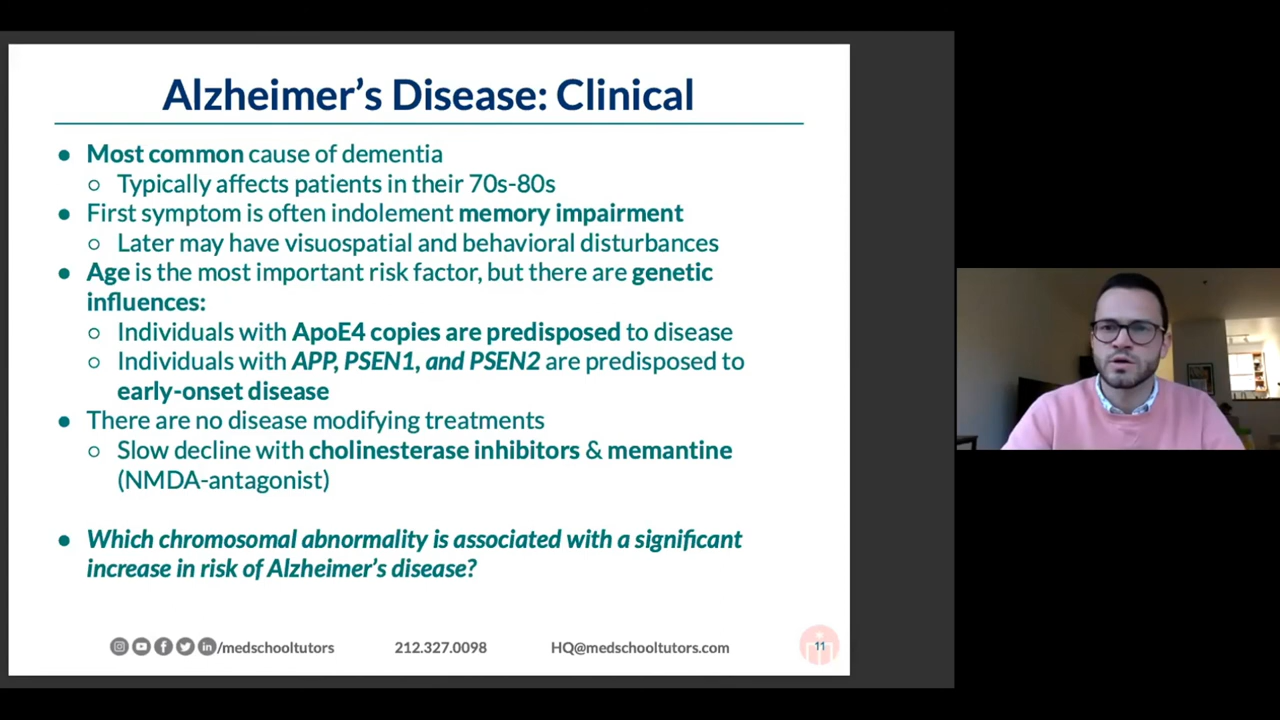 Alzheimer's Disease: Clinical
● Most common cause of dementia
○ Typically affects patients in their 70s-80s
● First symptom is often indolement memory impairment
○ Later may have visuospatial and behavioral disturbances
● Age is the most important risk factor, but there are genetic
influences:
○ Individuals with ApoE4 copies are predisposed to disease
○ Individuals with APP, PSEN1, and PSEN2 are predisposed to
early-onset disease
● There are no disease modifying treatments
○ Slow decline with cholinesterase inhibitors & memantine
(NMDA-antagonist)
● Which chromosomal abnormality is associated with a significant
increase in risk of Alzheimer's disease?
/medschooltutors 212.327.0098 HQ@medschooltutors.com 11